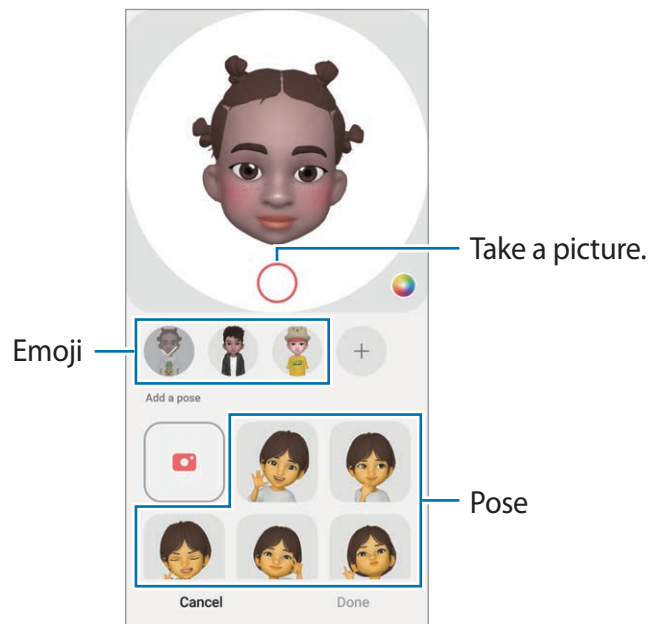 Take a picture.
Emoji
Add a pose
Pose
Cancel
Done